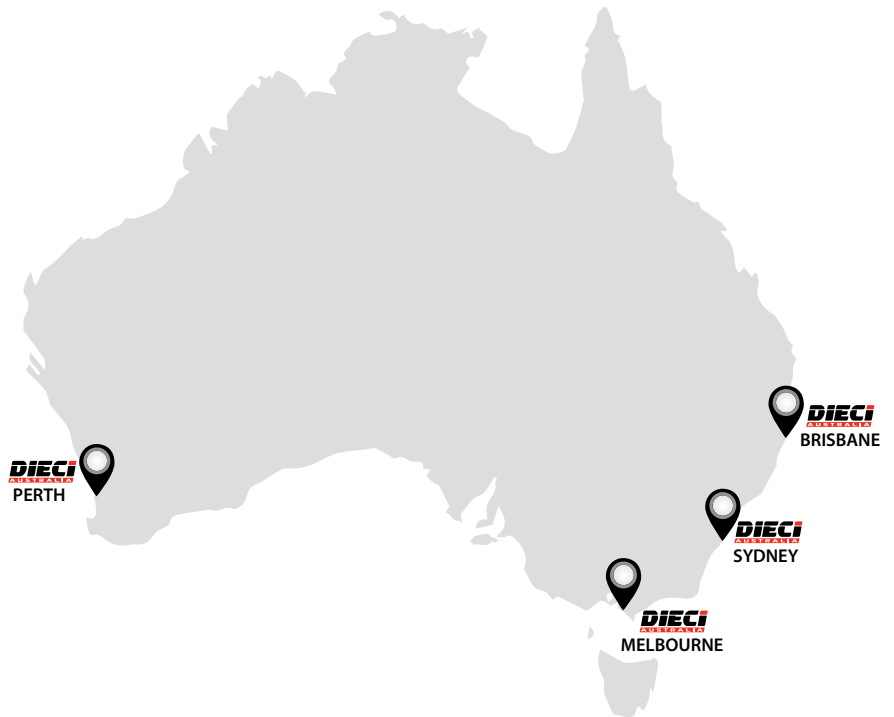 DIECI
AUSTRALIA
BRISBANE
DIECI
AUSTRALIA
PERTH
DIECI
AUSTRALIA
SYDNEY
DIECI
AUSTRALIA
MELBOURNE